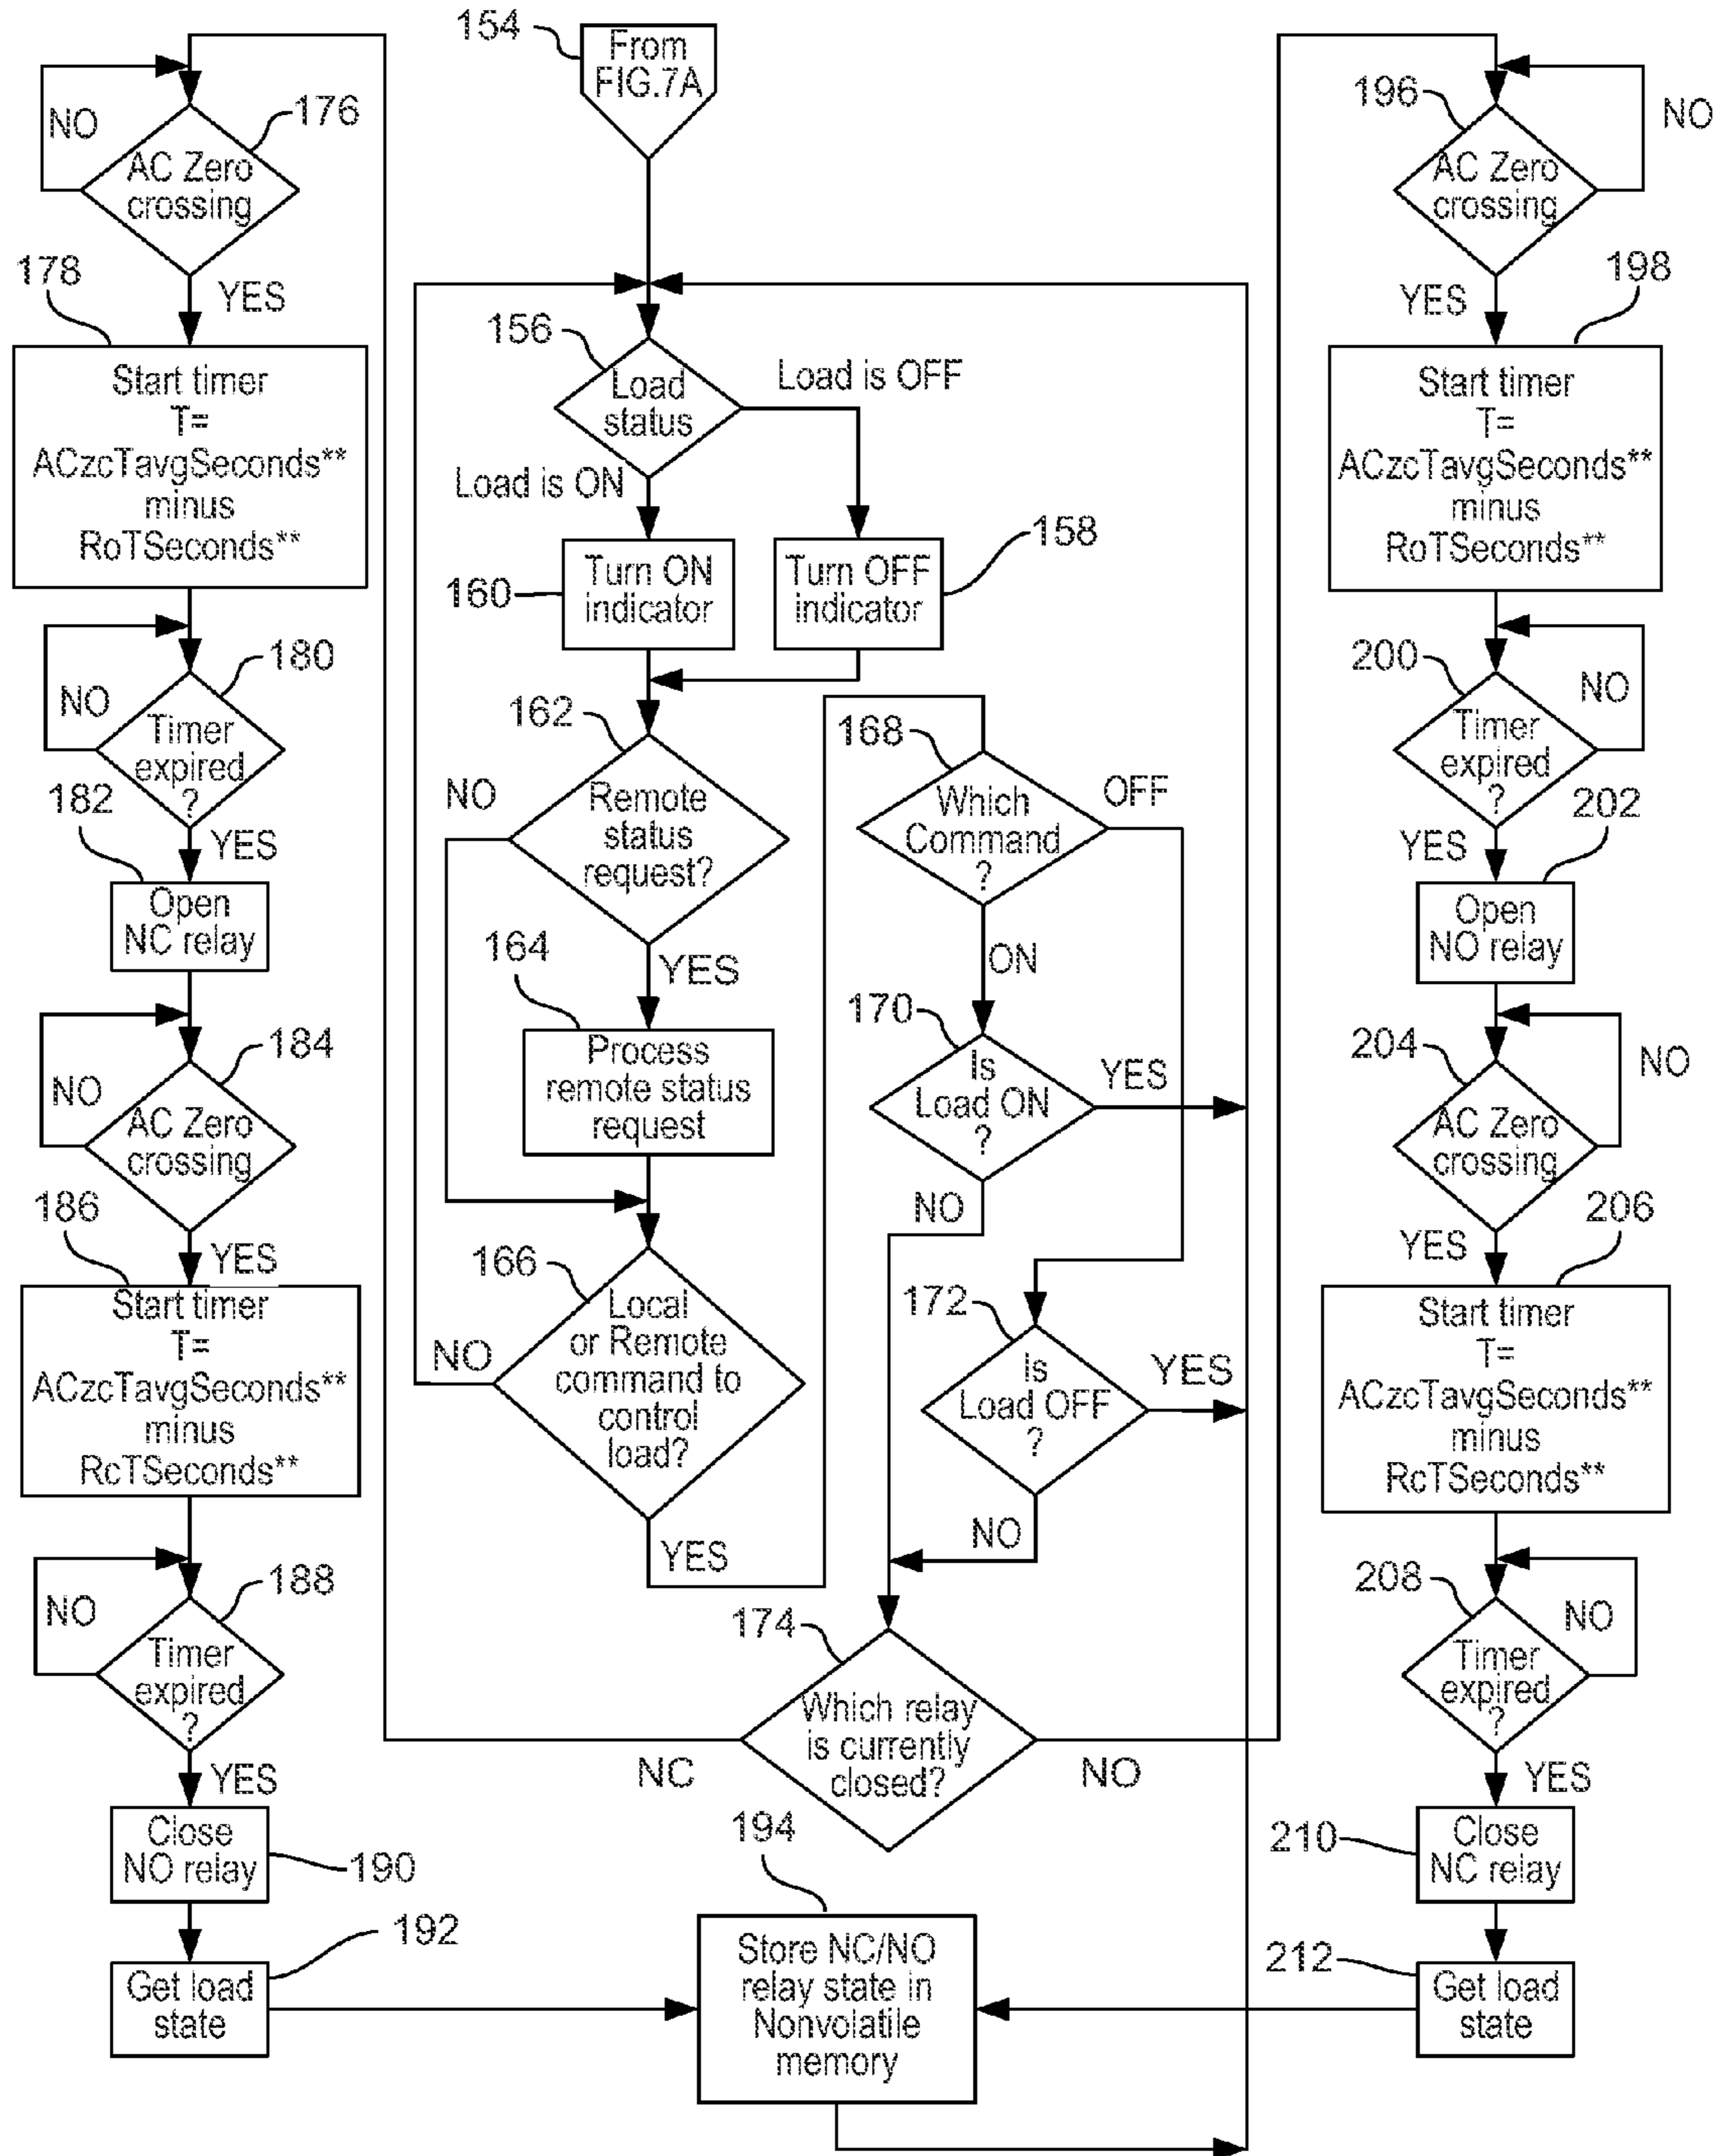 154
From
FIG.7A
NO
176
AC Zero
crossing
YES
178
Start timer
T=
ACzcTavgSeconds**
minus
RoTSeconds**
NO
180
Timer
expired
?
YES
182
Open
NC relay
NO
184
AC Zero
crossing
YES
186
Start timer
T=
ACzcTavgSeconds**
minus
RcTSeconds**
NO
188
Timer
expired
?
YES
Close
NO relay
190
192
Get load
state
156
Load
status
Load is OFF
Load is ON
160
Turn ON
indicator
158
Turn OFF
indicator
162
NO
Remote
status
request?
YES
164
Process
remote status
request
166
NO
Local
or Remote
command to
control
load?
YES
168
Which
Command
?
OFF
ON
170
Is
Load ON
?
YES
NO
172
Is
Load OFF
?
YES
NO
174
Which relay
is currently
closed?
NC
NO
194
Store NC/NO
relay state in
Nonvolatile
memory
196
NO
AC Zero
crossing
YES
198
Start timer
T=
ACzcTavgSeconds**
minus
RoTSeconds**
200
NO
Timer
expired
?
YES
202
Open
NO relay
204
NO
AC Zero
crossing
YES
206
Start timer
T=
ACzcTavgSeconds**
minus
RcTSeconds**
208
NO
Timer
expired
?
YES
210
Close
NC relay
212
Get load
state